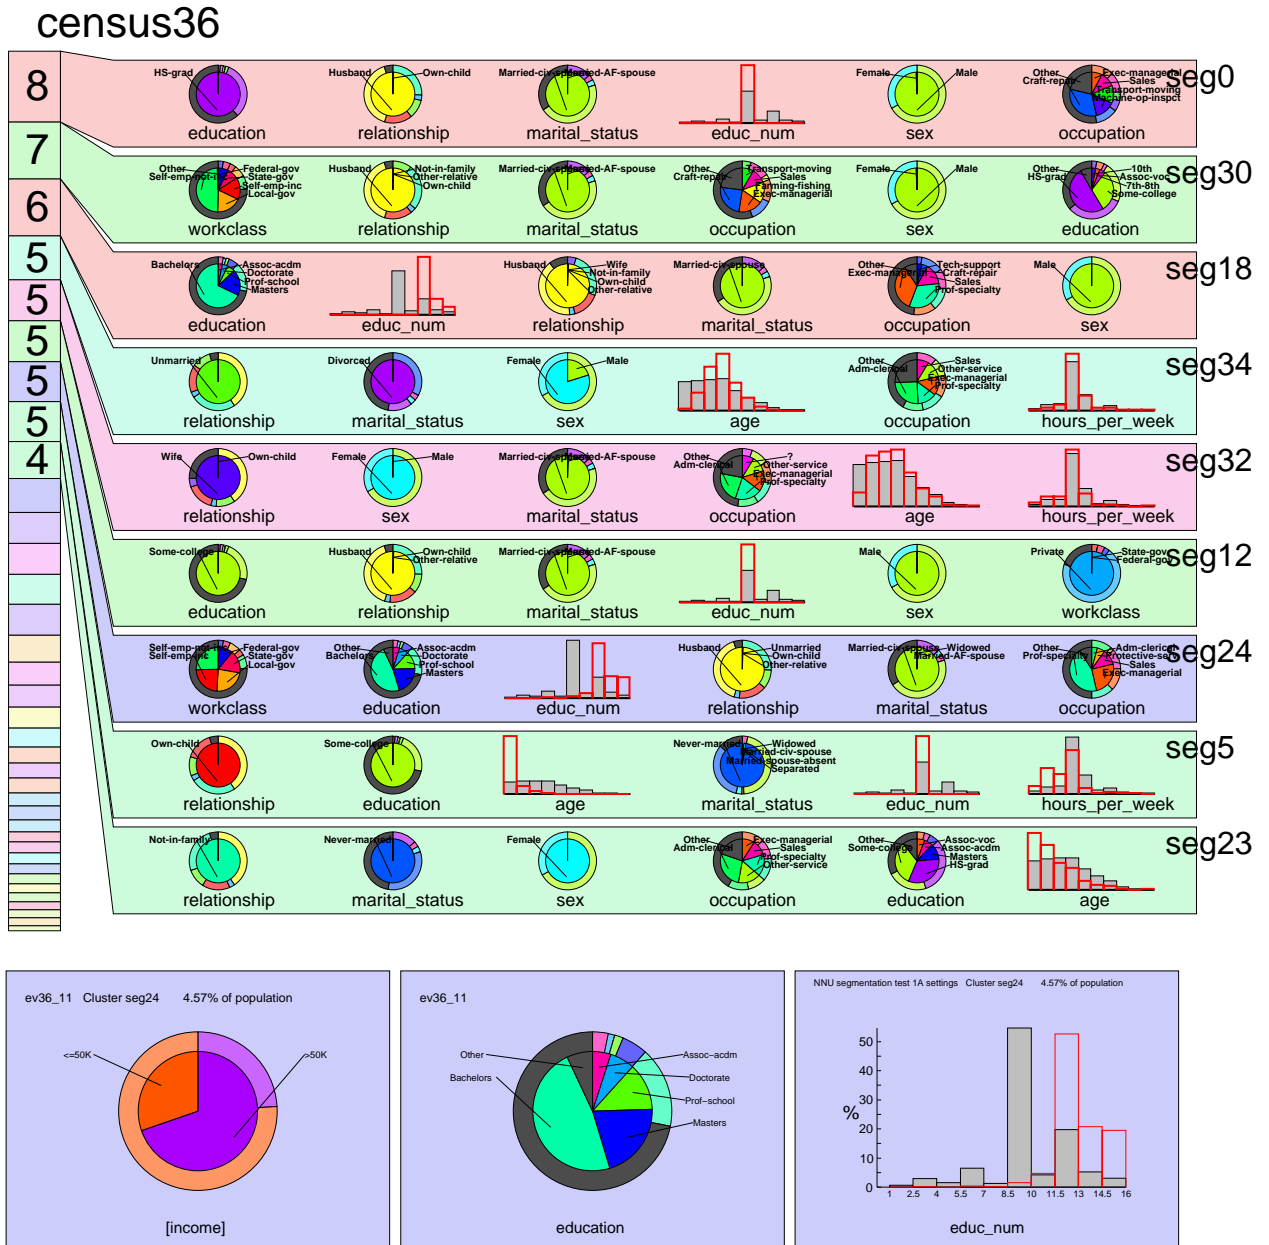 census36
8
7
6
5
5
5
5
5
4
HS-grad
education
Husband Own-child
relationship
Married-civ-spouse Married-AF-spouse
marital_status
educ_num
Female Male
sex
Other Exec-managerial
Craft-repair Sales
Transport-moving
Machine-op-inspct
occupation
seg0
Other Federal-gov
Self-emp-not-inc State-gov
Self-emp-inc
Local-gov
workclass
Husband Not-in-family
Other-relative
Own-child
relationship
Married-civ-spouse Married-AF-spouse
marital_status
Other Transport-moving
Craft-repair Sales
Farming-fishing
Exec-managerial
occupation
Female Male
sex
Other 10th
HS-grad Assoc-voc
7th-8th
Some-college
education
seg30
Bachelors Assoc-acdm
Doctorate
Prof-school
Masters
education
educ_num
Husband Wife
Not-in-family
Own-child
Other-relative
relationship
Married-civ-spouse
marital_status
Other Tech-support
Exec-managerial Craft-repair
Sales
Prof-specialty
occupation
Male
sex
seg18
Unmarried
relationship
Divorced
marital_status
Female Male
sex
age
Other Sales
Adm-clerical Other-service
Exec-managerial
Prof-specialty
occupation
hours_per_week
seg34
Wife Own-child
relationship
Female Male
sex
Married-civ-spouse Married-AF-spouse
marital_status
Other ?
Adm-clerical Other-service
Exec-managerial
Prof-specialty
occupation
age
hours_per_week
seg32
Some-college
education
Husband Own-child
Other-relative
relationship
Married-civ-spouse Married-AF-spouse
marital_status
educ_num
Male
sex
Private State-gov
Federal-gov
workclass
seg12
Self-emp-not-inc Federal-gov
Self-emp-inc State-gov
Local-gov
workclass
Other Assoc-acdm
Bachelors Doctorate
Prof-school
Masters
education
educ_num
Husband Unmarried
Own-child
Other-relative
relationship
Married-civ-spouse Widowed
Married-AF-spouse
marital_status
Other Adm-clerical
Prof-specialty Protective-serv
Sales
Exec-managerial
occupation
seg24
Own-child
relationship
Some-college
education
age
Never-married Widowed
Married-civ-spouse
Married-spouse-absent
Separated
marital_status
educ_num
hours_per_week
seg5
Not-in-family
relationship
Never-married
marital_status
Female
sex
Other Exec-managerial
Adm-clerical Sales
Prof-specialty
Other-service
occupation
Other Assoc-voc
Some-college Assoc-acdm
Masters
HS-grad
education
age
seg23
ev36_11 Cluster seg24 4.57% of population
<=50K >50K
[income]
ev36_11
Other Assoc-acdm
Bachelors Doctorate
Prof-school
Masters
education
NNU segmentation test 1A settings Cluster seg24 4.57% of population
50
40
30
%
20
10
0
1 2.5 4 5.5 7 8.5 10 11.5 13 14.5 16
educ_num